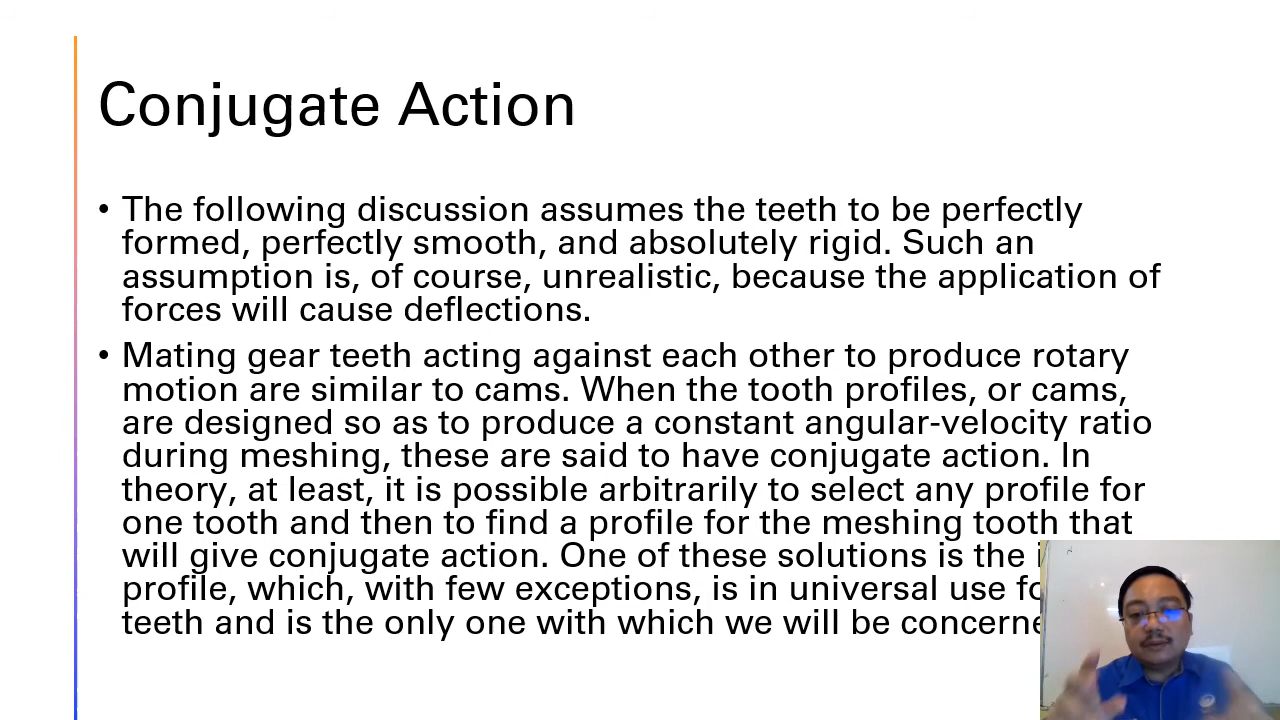 Conjugate Action
• The following discussion assumes the teeth to be perfectly
formed, perfectly smooth, and absolutely rigid. Such an
assumption is, of course, unrealistic, because the application of
forces will cause deflections.
• Mating gear teeth acting against each other to produce rotary
motion are similar to cams. When the tooth profiles, or cams,
are designed so as to produce a constant angular-velocity ratio
during meshing, these are said to have conjugate action. In
theory, at least, it is possible arbitrarily to select any profile for
one tooth and then to find a profile for the meshing tooth that
will give conjugate action. One of these solutions is the
profile, which, with few exceptions, is in universal use
teeth and is the only one with which we will be